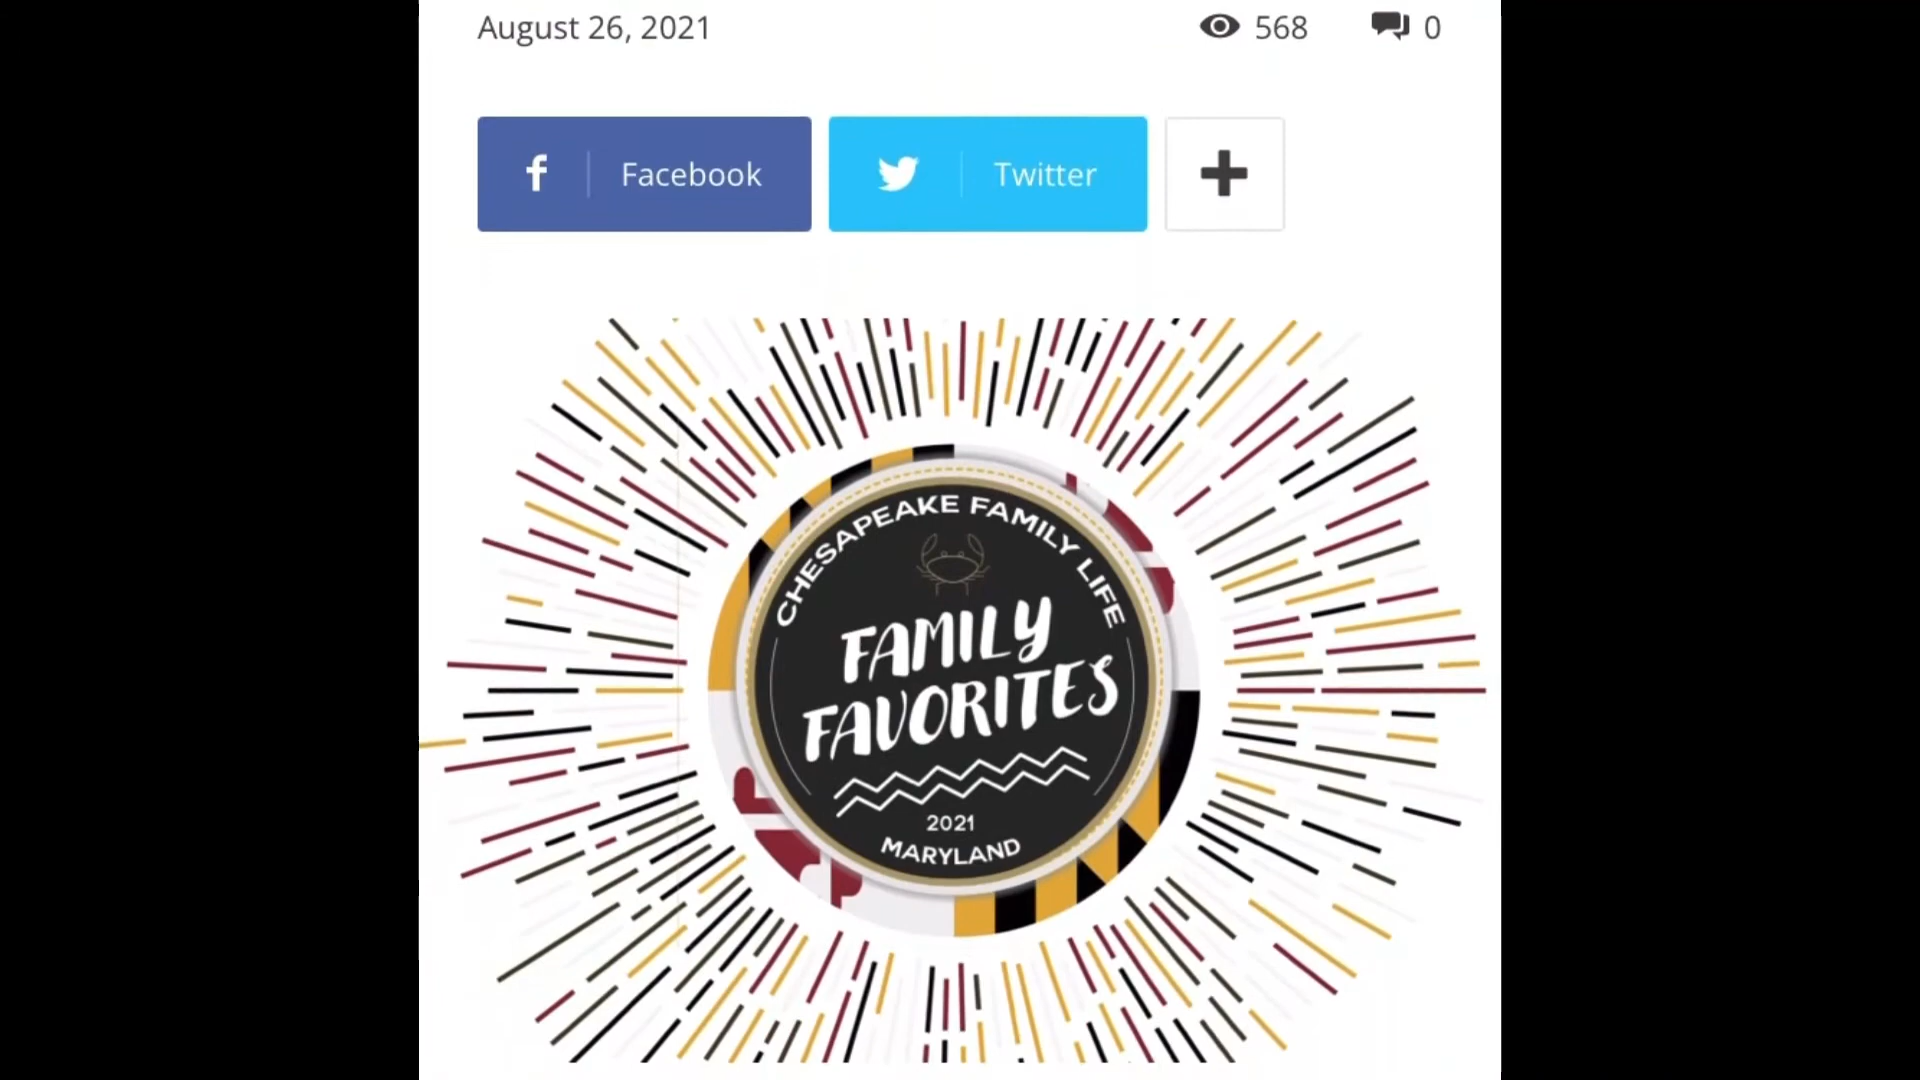 August 26, 2021
568
0
Facebook
Twitter
CHESAPEAKE FAMILY LIFE
FAMILY
FAVORITES
2021
MARYLAND